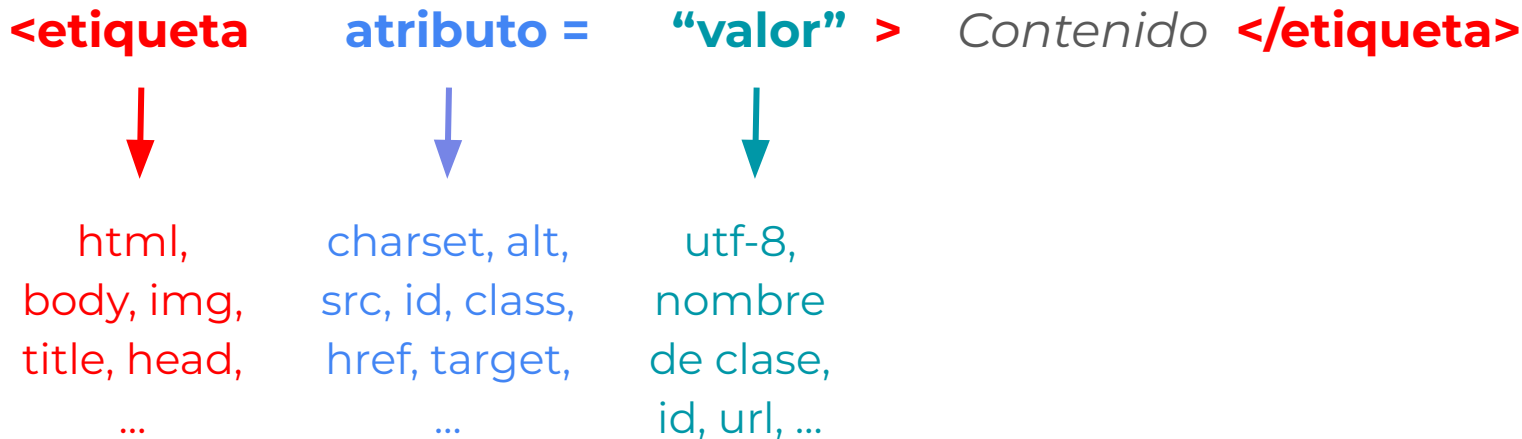 <etiqueta atributo = “valor” > Contenido </etiqueta>
html,
body, img,
title, head,
...
charset, alt,
src, id, class,
href, target,
...
utf-8,
nombre
de clase,
id, url, ...